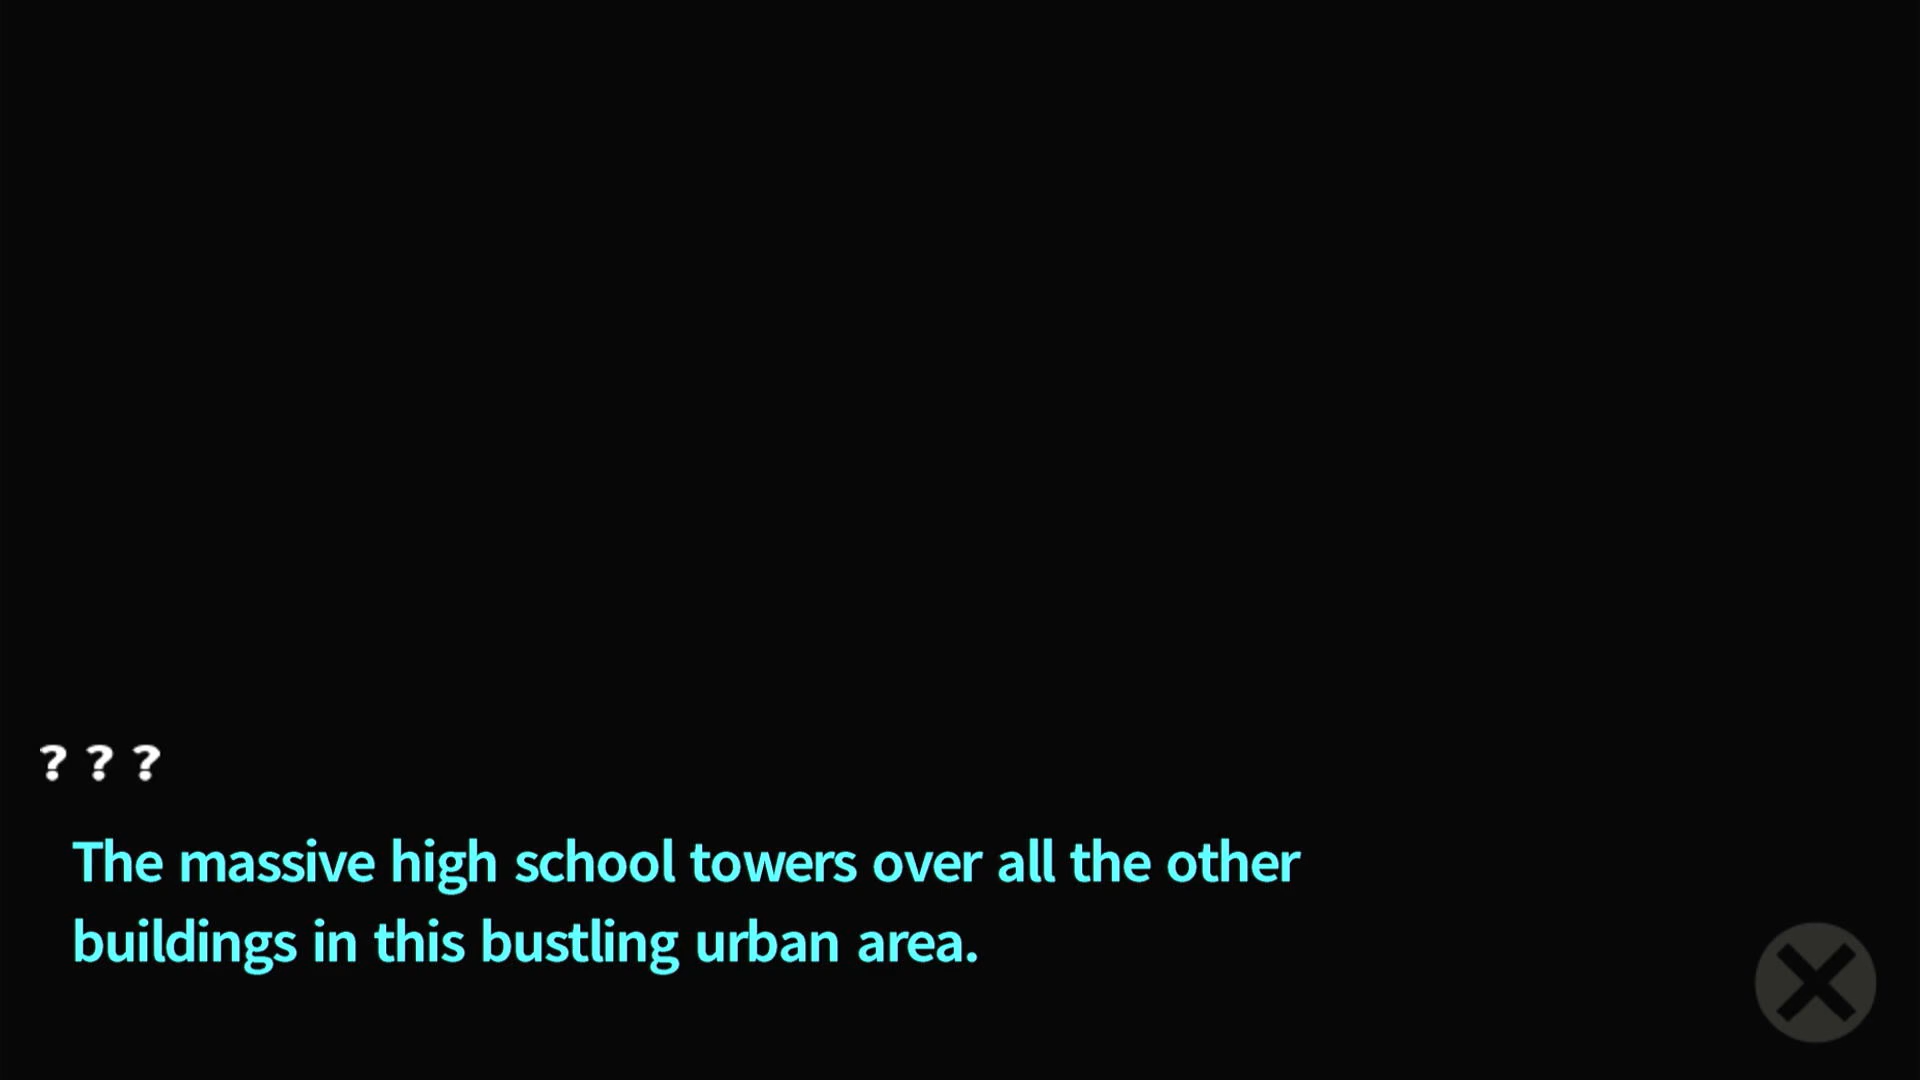 ? ? ?
The massive high school towers over all the other
buildings in this bustling urban area.